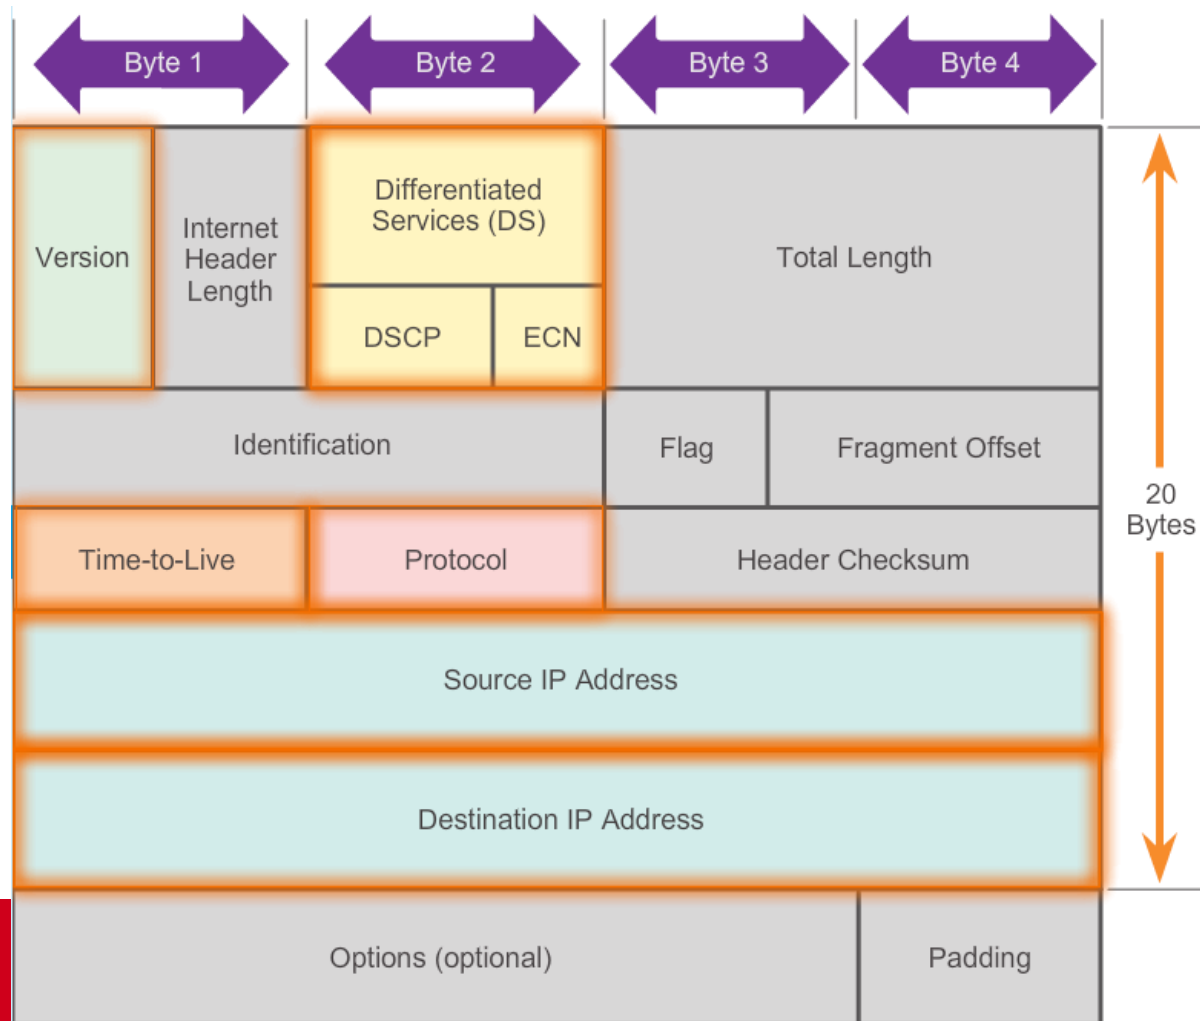 Byte 1
Byte 2
Byte 3
Byte 4
Version
Internet
Header
Length
Differentiated
Services (DS)
DSCP
ECN
Total Length
Identification
Flag
Fragment Offset
20
Bytes
Time-to-Live
Protocol
Header Checksum
Source IP Address
Destination IP Address
Options (optional)
Padding